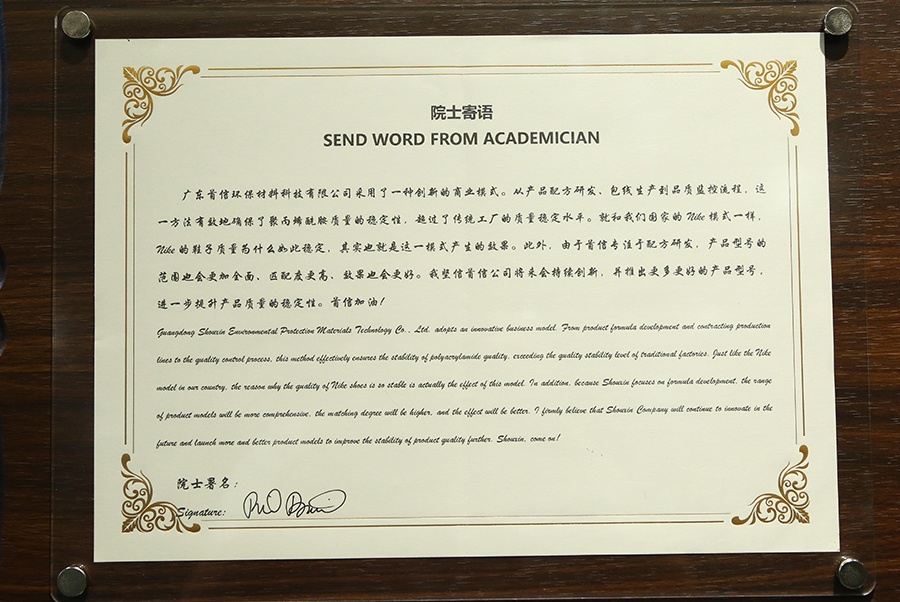 院士寄语
SEND WORD FROM ACADEMICIAN
广东首信环保材料科技有限公司采用了一种创新的商业模式。从产品配方研发、包线生产到品质监控流程，这
一方法有效地确保了聚丙烯酰胺质量的稳定性，超过了传统工厂的质量稳定水平。就和我们国家的 Nike 模式一样，
Nike 的鞋子质量为什么如此稳定，其实也就是这一模式产生的效果。此外，由于首信专注于配方研发，产品型号的
范围也会更加全面、匹配度更高、效果也会更好。我坚信首信公司将来会持续创新，并推出更多更好的产品型号，
进一步提升产品质量的稳定性。首信加油！
Guangdong Shouxin Environmental Protection Materials Technology Co., Ltd. adopts an innovative business model. From product formula development and contracting production
lines to the quality control process, this method effectively ensures the stability of polyacrylamide quality, exceeding the quality stability level of traditional factories. Just like the Nike
model in our country, the reason why the quality of Nike shoes is so stable is actually the effect of this model. In addition, because Shouxin focuses on formula development, the range
of product models will be more comprehensive, the matching degree will be higher, and the effect will be better. I firmly believe that Shouxin Company will continue to innovate in the
future and launch more and better product models to improve the stability of product quality further. Shouxin, come on!
院士署名：
Signature: